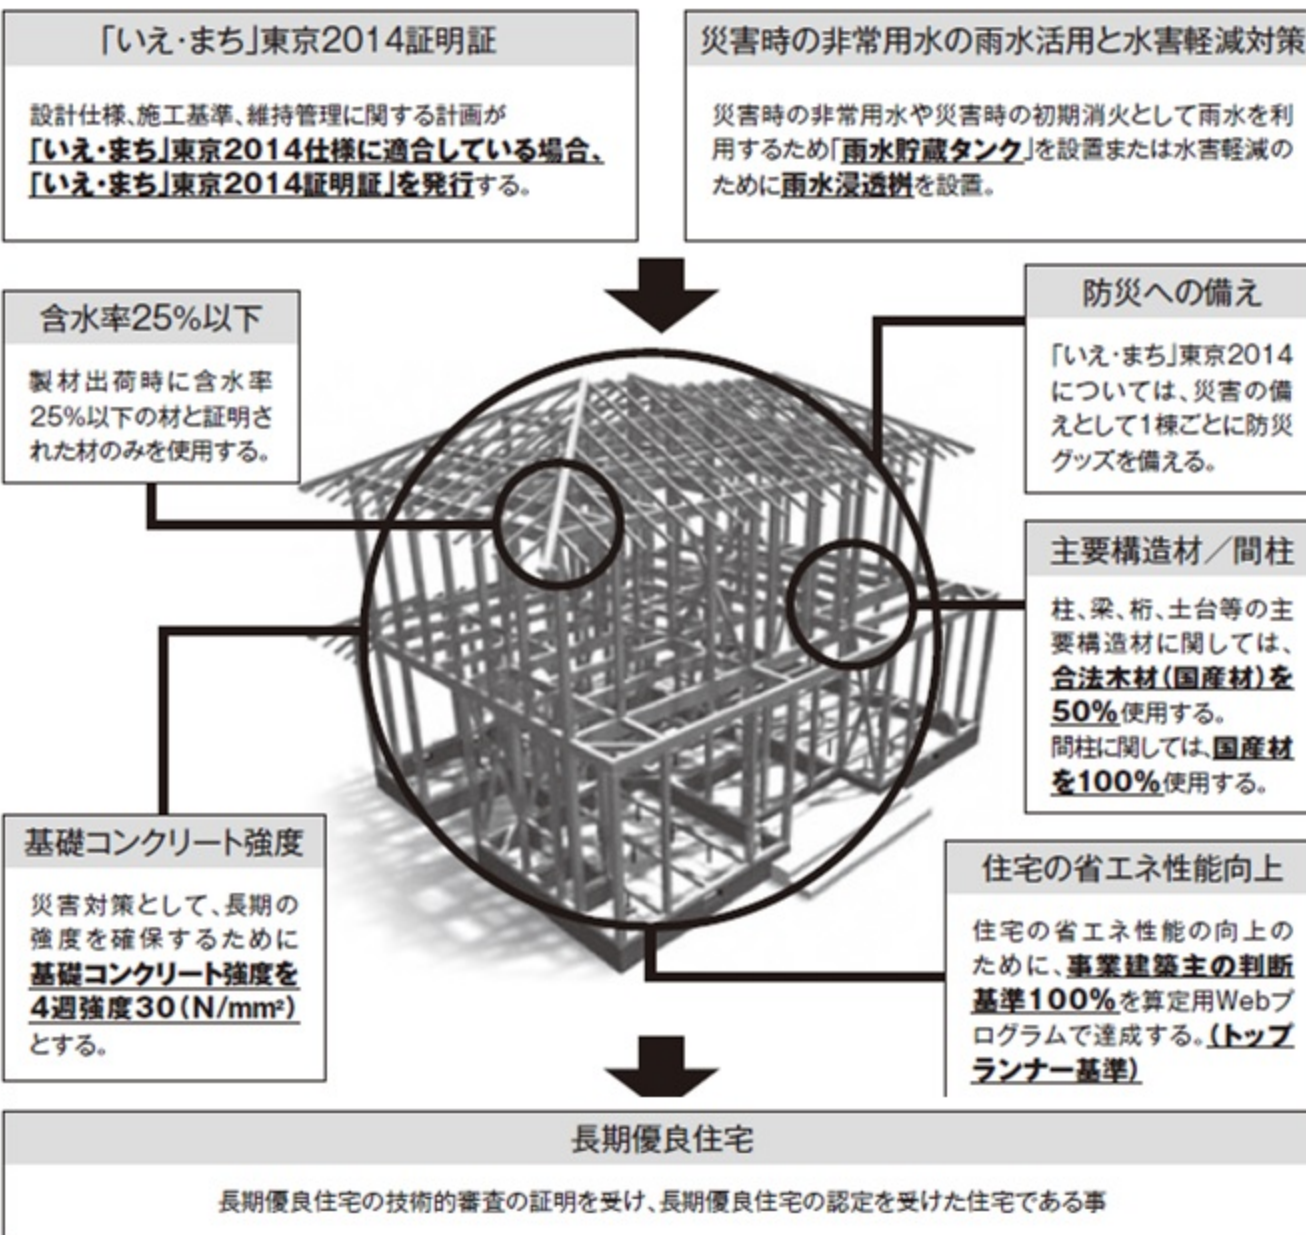 「いえ・まち」東京2014証明証
設計仕様、施工基準、維持管理に関する計画が
「いえ・まち」東京2014仕様に適合している場合、
「いえ・まち」東京2014証明証」を発行する。
災害時の非常用水の雨水活用と水害軽減対策
災害時の非常用水や災害時の初期消火として雨水を利
用するため「雨水貯蔵タンク」を設置または水害軽減の
ために雨水浸透桝を設置。
含水率25%以下
製材出荷時に含水率
25%以下の材と証明さ
れた材のみを使用する。
防災への備え
「いえ・まち」東京2014
については、災害の備
えとして1棟ごとに防災
グッズを備える。
主要構造材／間柱
柱、梁、桁、土台等の主
要構造材に関しては、
合法木材(国産材)を
50%使用する。
間柱に関しては、国産材
を100%使用する。
基礎コンクリート強度
災害対策として、長期の
強度を確保するために
基礎コンクリート強度を
4週強度30(N/mm²)
とする。
住宅の省エネ性能向上
住宅の省エネ性能の向上の
ために、事業建築主の判断
基準100%を算定用Webプ
ログラムで達成する。(トップ
ランナー基準)
長期優良住宅
長期優良住宅の技術的審査の証明を受け、長期優良住宅の認定を受けた住宅である事